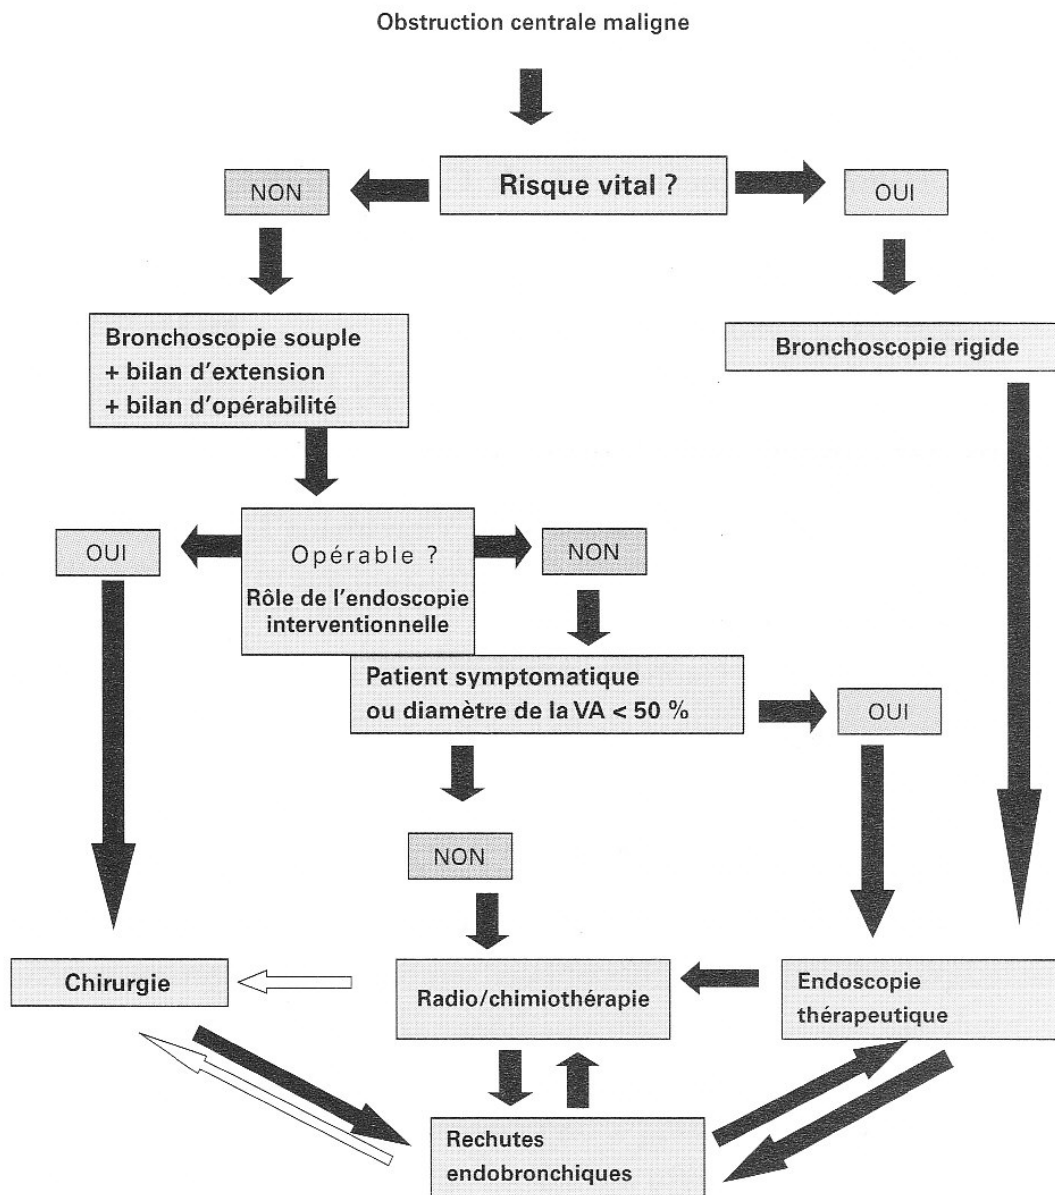 Obstruction centrale maligne
NON
Risque vital ?
OUI
Bronchoscopie souple
+ bilan d’extension
+ bilan d’opérabilité
Bronchoscopie rigide
OUI
Opérable ?
Rôle de l’endoscopie
interventionnelle
NON
Patient symptomatique
ou diamètre de la VA < 50 %
OUI
NON
Chirurgie
Radio/chimiothérapie
Endoscopie
thérapeutique
Rechutes
endobronchiques